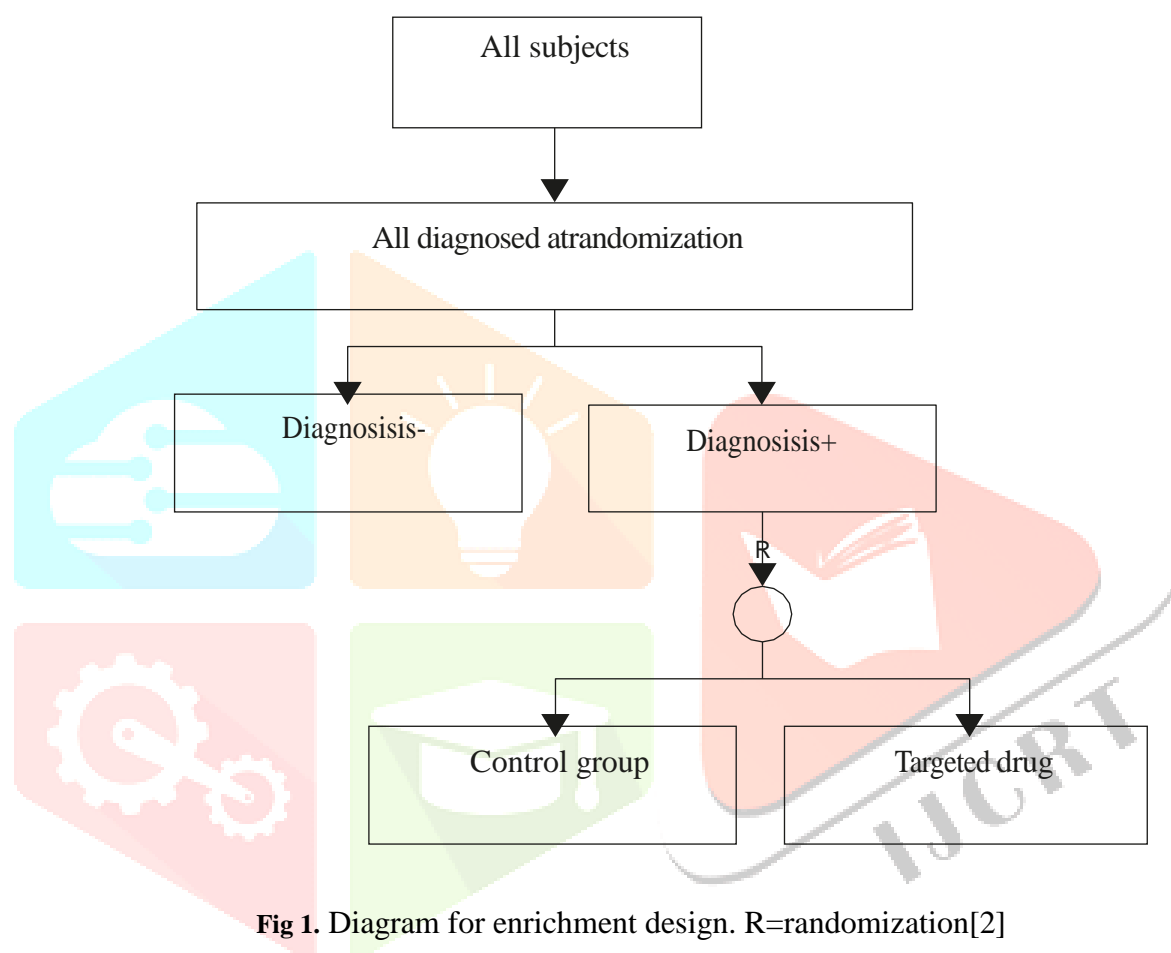 All subjects
All diagnosed atrandomization
Diagnosisis-
Diagnosisis+
R
Control group
Targeted drug
IJCRT
Fig 1. Diagram for enrichment design. R=randomization[2]